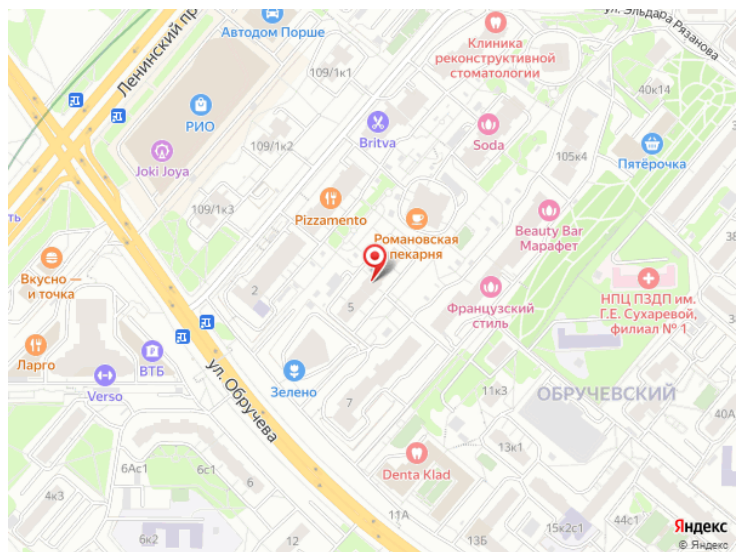 ул. Эльдара Рязанова
Автодом Порше
Ленинский пр
Клиника
реконструктивной
стоматологии
109/1к1
40к14
РИО
Britva
Soda
Пятёрочка
Joki Joya
109/1к2
105к4
109/1к3
Pizzamento
Beauty Bar
Марафет
38
ть
Романовская
пекарня
Вкусно —
и точка
2
5
Французский
стиль
НПЦ ПЗДП им.
Г.Е. Сухаревой,
филиал № 1
Ларго
ВТБ
Verso
ул. Обручева
Зелено
11к3
ОБРУЧЕВСКИЙ
7
40А
13к1
6Ас1
6с1
6
Denta Klad
4к3
11А
6к2
12
13Б
15к2с1
44с1
Яндекс
© Яндекс